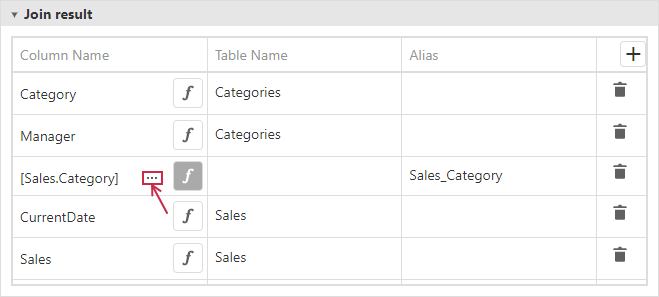 Join result
Column Name Table Name Alias +
Category f Categories
Manager f Categories
[Sales.Category] ... f Sales_Category
CurrentDate f Sales
Sales f Sales